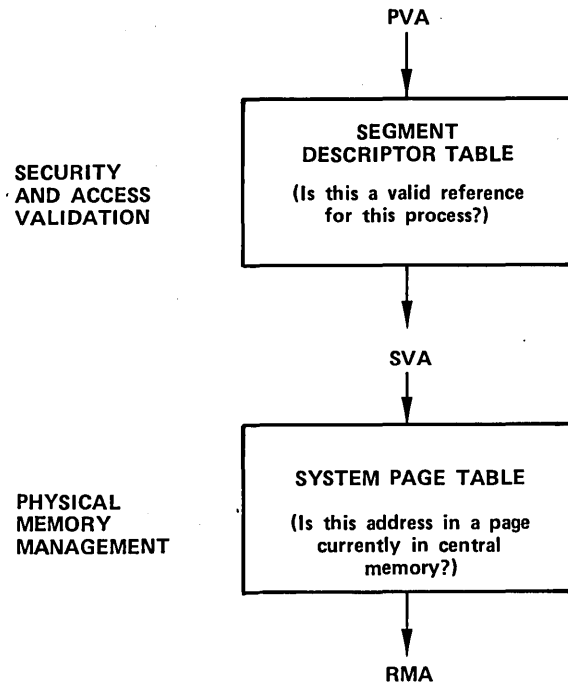 PVA
SEGMENT
DESCRIPTOR TABLE
(Is this a valid reference
for this process?)
SECURITY
AND ACCESS
VALIDATION
SVA
SYSTEM PAGE TABLE
(Is this address in a page
currently in central
memory?)
PHYSICAL
MEMORY
MANAGEMENT
RMA